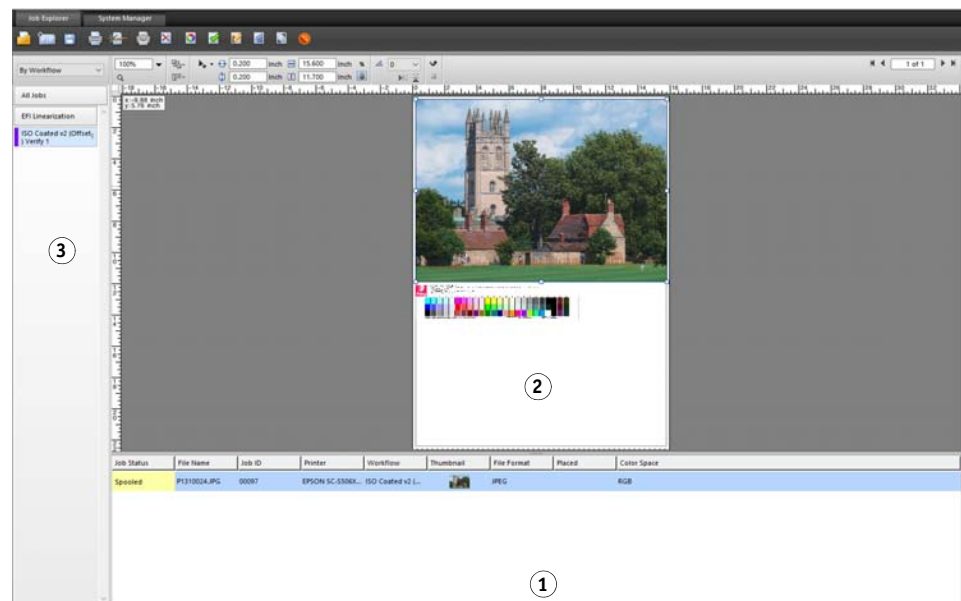 Job Explorer System Manager
By Workflow 100% 0.200 inch 15.600 inch % 0 1 of 1
0.200 inch 11.700 inch
All Jobs
EFI Linearization
ISO Coated v2 (Offset,
) Verify 1
x:-9.88 inch
y:5.76 inch
3
2
Job Status File Name Job ID Printer Workflow Thumbnail File Format Placed Color Space
Spooled P1310024.JPG 00097 EPSON SC-S506X... ISO Coated v2 (... JPEG RGB
1